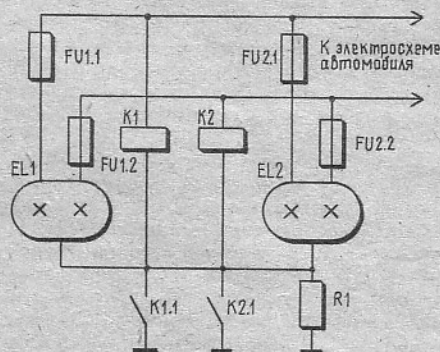 FU1.1
FU2.1
К электросхеме
автомобиля
K1
K2
FU1.2
FU2.2
EL1
EL2
K1.1
K2.1
R1